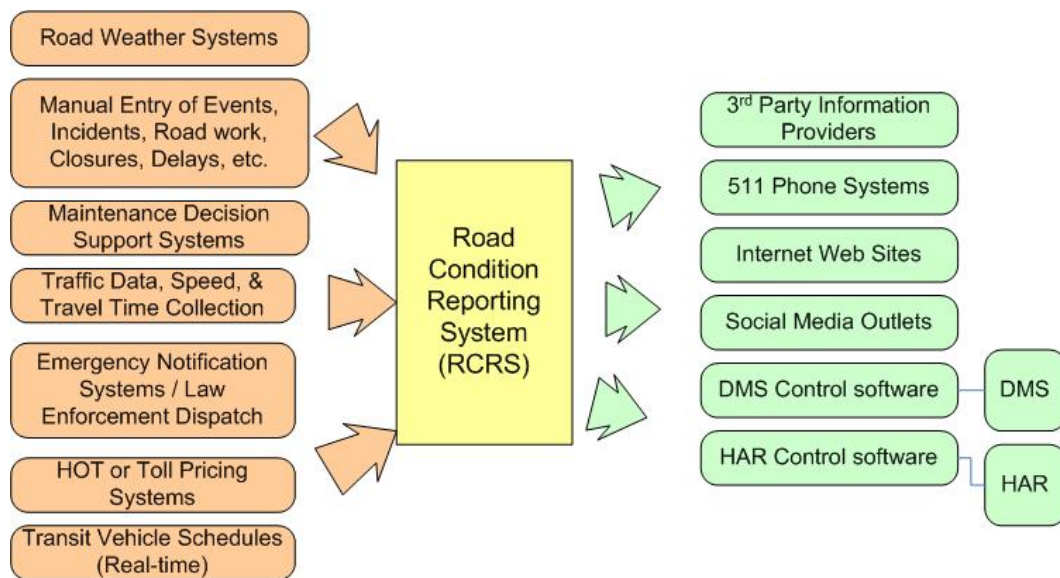 Road Weather Systems
Manual Entry of Events,
Incidents, Road work,
Closures, Delays, etc.
Maintenance Decision
Support Systems
Traffic Data, Speed, &
Travel Time Collection
Emergency Notification
Systems / Law
Enforcement Dispatch
HOT or Toll Pricing
Systems
Transit Vehicle Schedules
(Real-time)
Road
Condition
Reporting
System
(RCRS)
3rd Party Information
Providers
511 Phone Systems
Internet Web Sites
Social Media Outlets
DMS Control software
DMS
HAR Control software
HAR